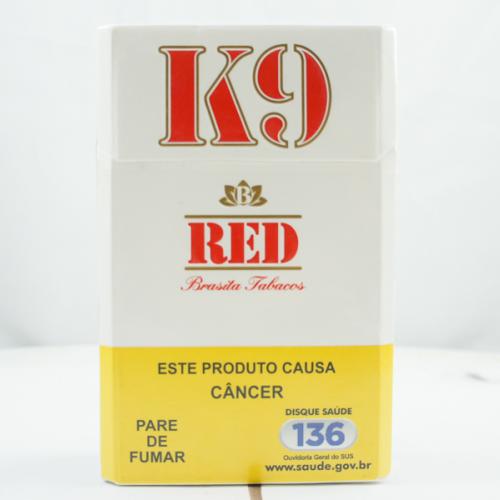 K9
B
RED
Brasita Tabacos
ESTE PRODUTO CAUSA
CÂNCER
PARE
DE
FUMAR
DISQUE SAÚDE
136
Ouvidoria Geral do SUS
www.saude.gov.br